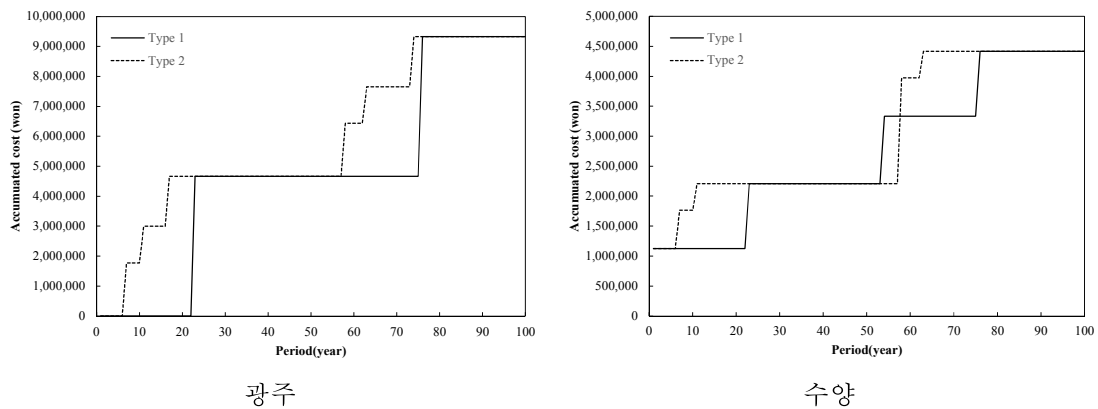 10,000,000
9,000,000
8,000,000
7,000,000
6,000,000
5,000,000
4,000,000
3,000,000
2,000,000
1,000,000
0
Accumuated cost (won)
Type 1
Type 2
0 10 20 30 40 50 60 70 80 90 100
Period(year)
광주
5,000,000
4,500,000
4,000,000
3,500,000
3,000,000
2,500,000
2,000,000
1,500,000
1,000,000
500,000
0
Accumuated cost (won)
Type 1
Type 2
0 10 20 30 40 50 60 70 80 90 100
Period(year)
수양